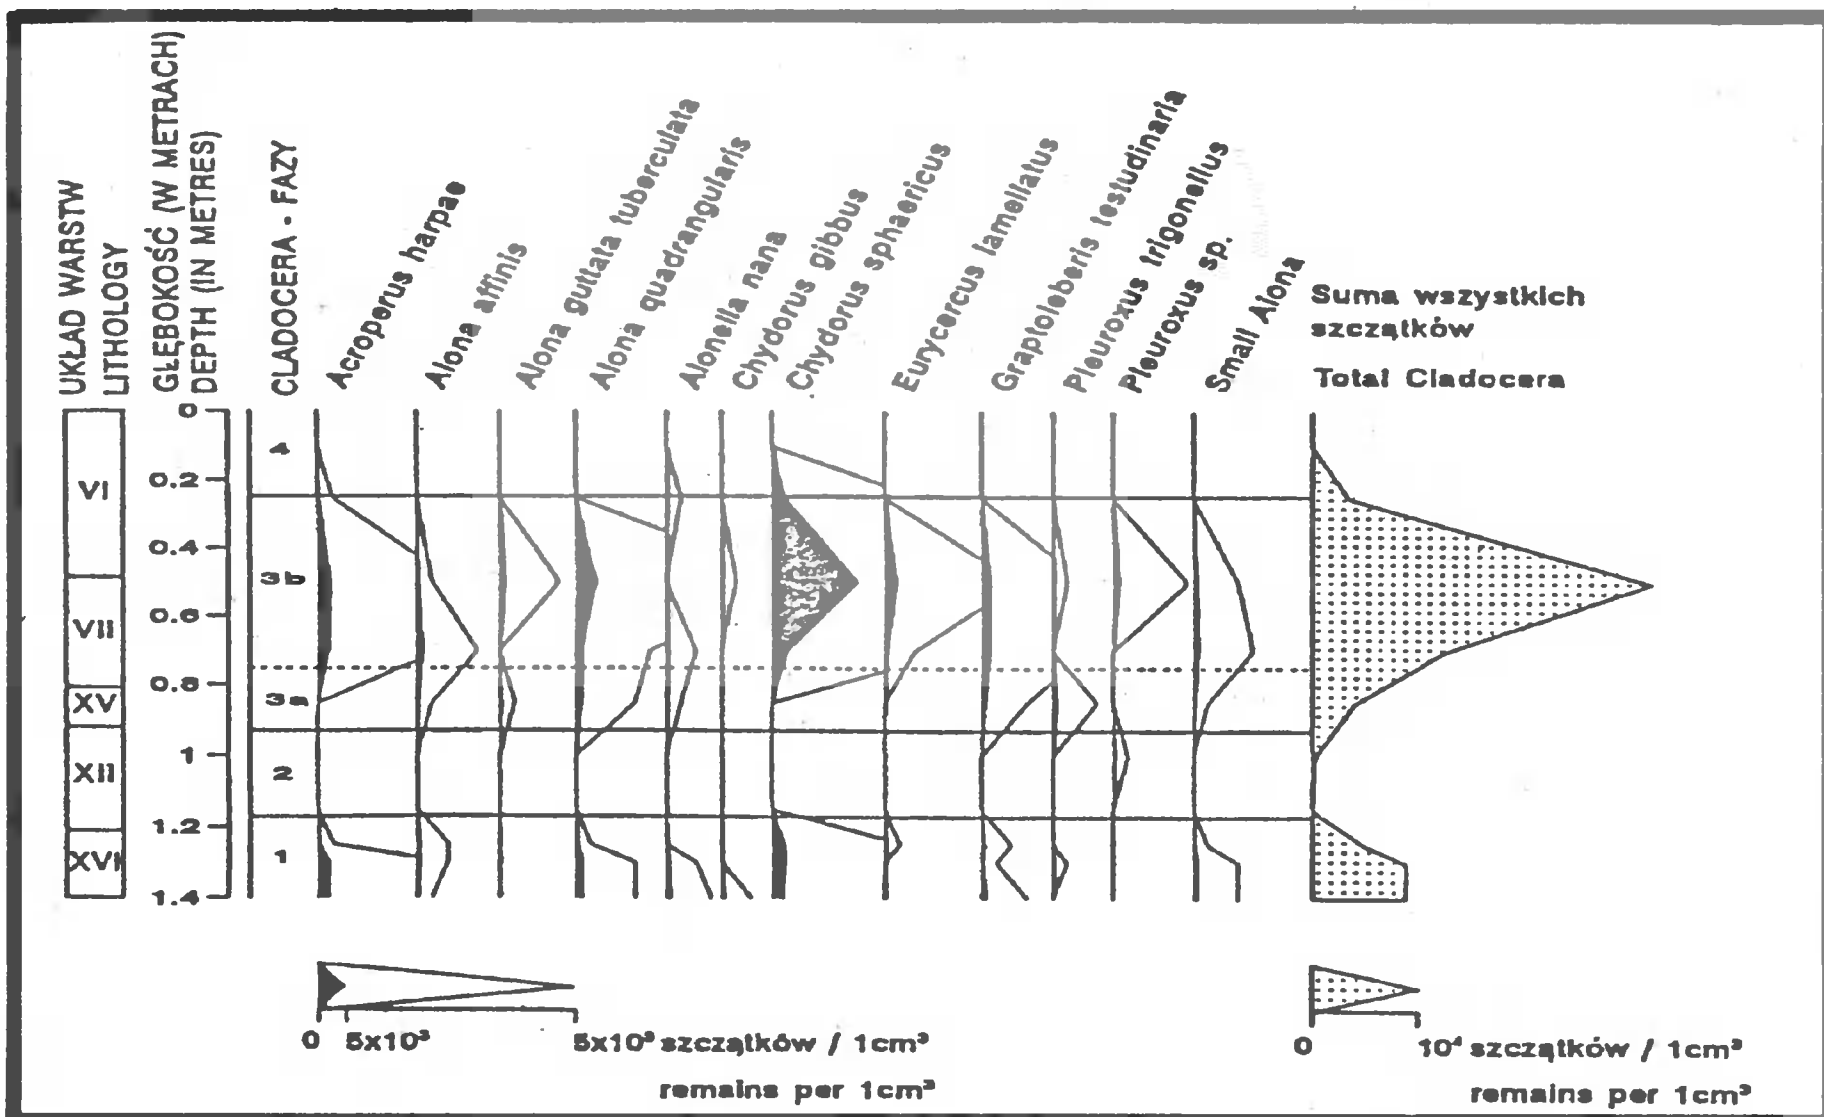 UKŁAD WARSTW
LITHOLOGY
GŁĘBOKOŚĆ (W METRACH)
DEPTH (IN METRES)
CLADOCERA - FAZY
Acroperus harpae
Alona affinis
Alona guttata tuberculata
Alona quadrangularis
Alonella nana
Chydorus gibbus
Chydorus sphaericus
Eurycercus lamellatus
Graptoleberis testudinaria
Pleuroxus trigonellus
Pleuroxus sp.
Small Alona
Suma wszystkich
szczątków
Total Cladocera
0
0.2
0.4
0.6
0.8
1
1.2
1.4
VI
VII
XV
XII
XVI
4
3b
3a
2
1
0 5x10³ 5x10³ szczątków / 1cm³
remains per 1cm³
0 10⁴ szczątków / 1cm³
remains per 1cm³